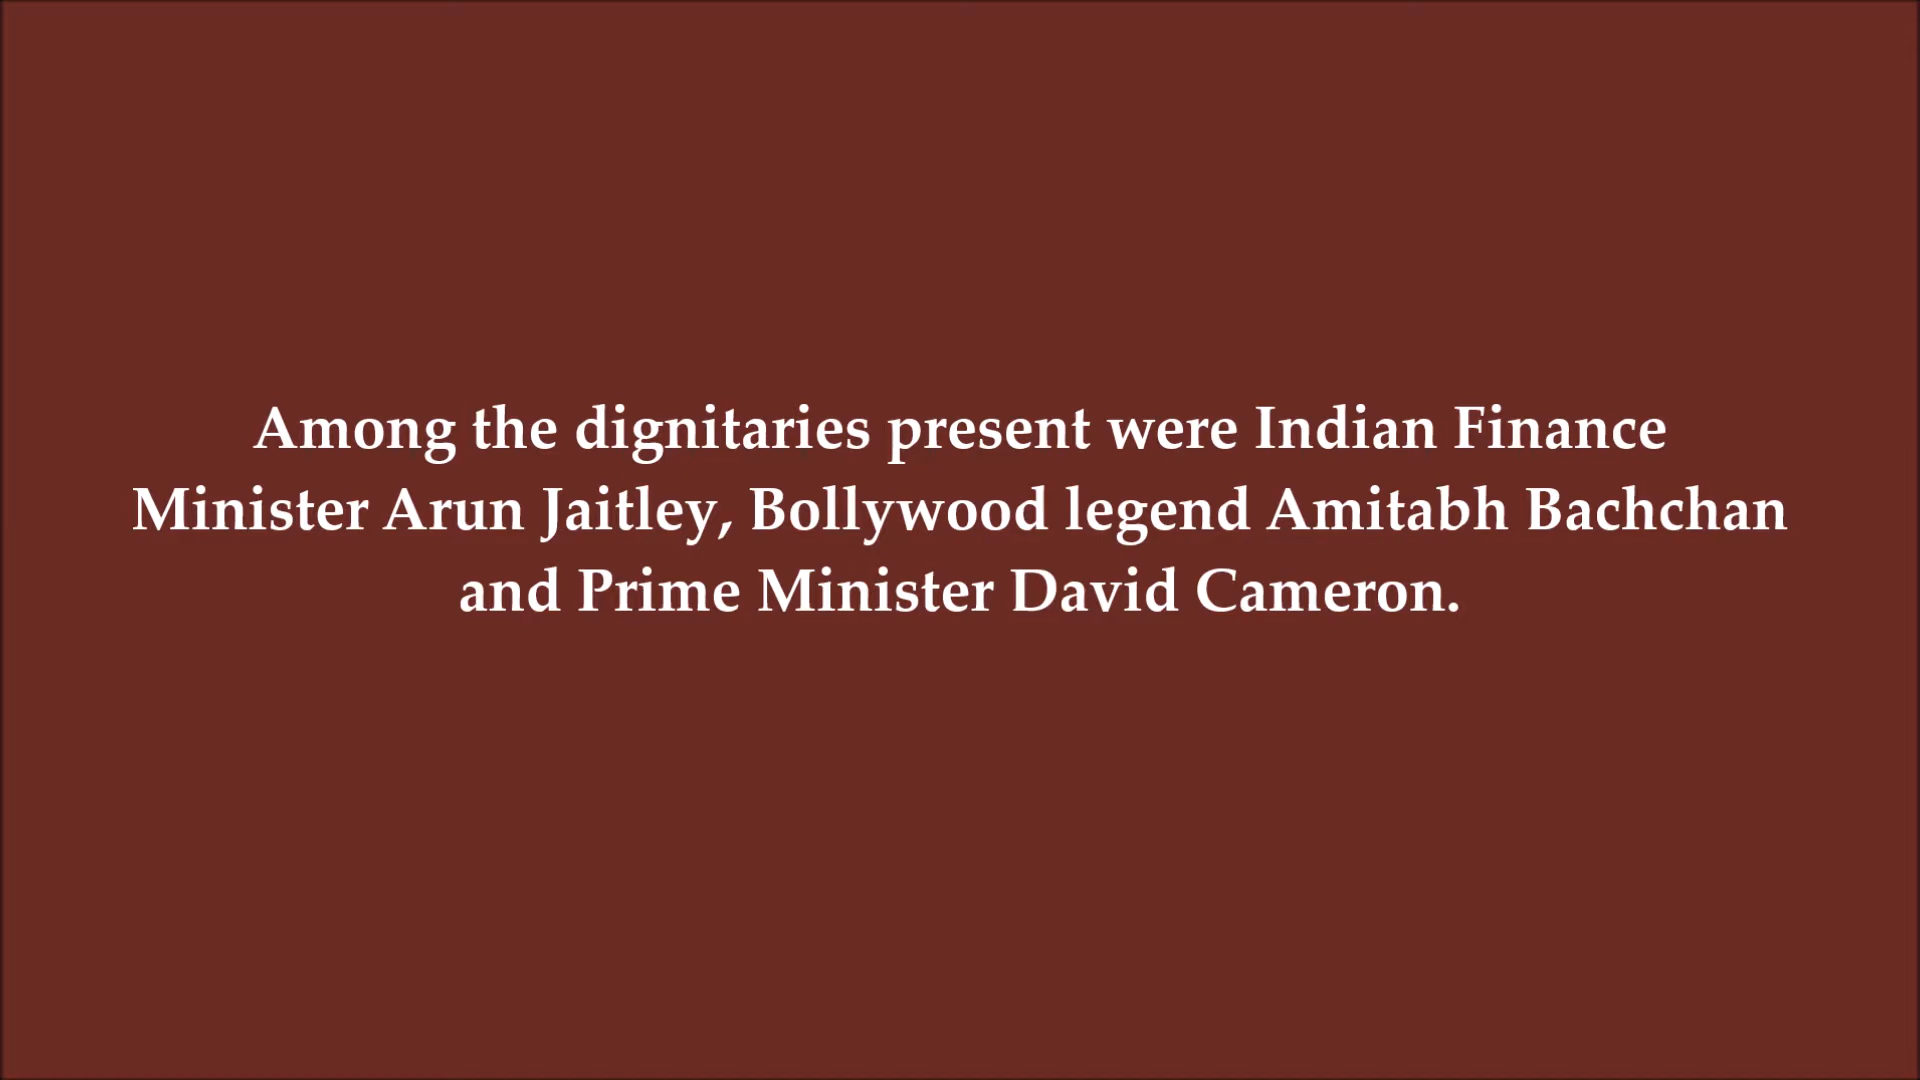 Among the dignitaries present were Indian Finance
Minister Arun Jaitley, Bollywood legend Amitabh Bachchan
and Prime Minister David Cameron.